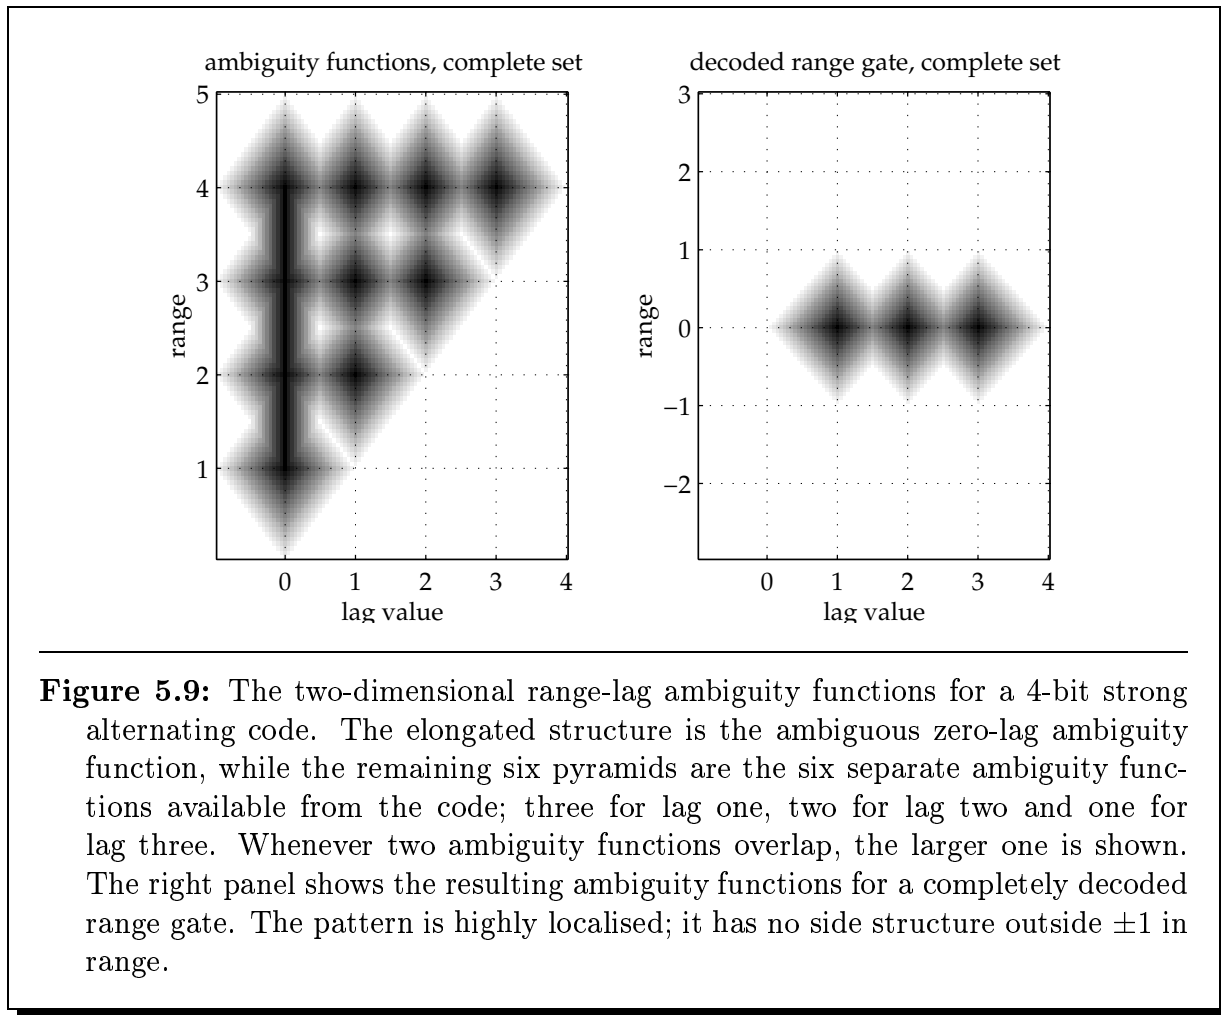 ambiguity functions, complete set
5
4
3
2
1
range
0 1 2 3 4
lag value
decoded range gate, complete set
3
2
1
0
−1
−2
range
0 1 2 3 4
lag value
Figure 5.9: The two-dimensional range-lag ambiguity functions for a 4-bit strong
alternating code. The elongated structure is the ambiguous zero-lag ambiguity
function, while the remaining six pyramids are the six separate ambiguity func-
tions available from the code; three for lag one, two for lag two and one for
lag three. Whenever two ambiguity functions overlap, the larger one is shown.
The right panel shows the resulting ambiguity functions for a completely decoded
range gate. The pattern is highly localised; it has no side structure outside ±1 in
range.